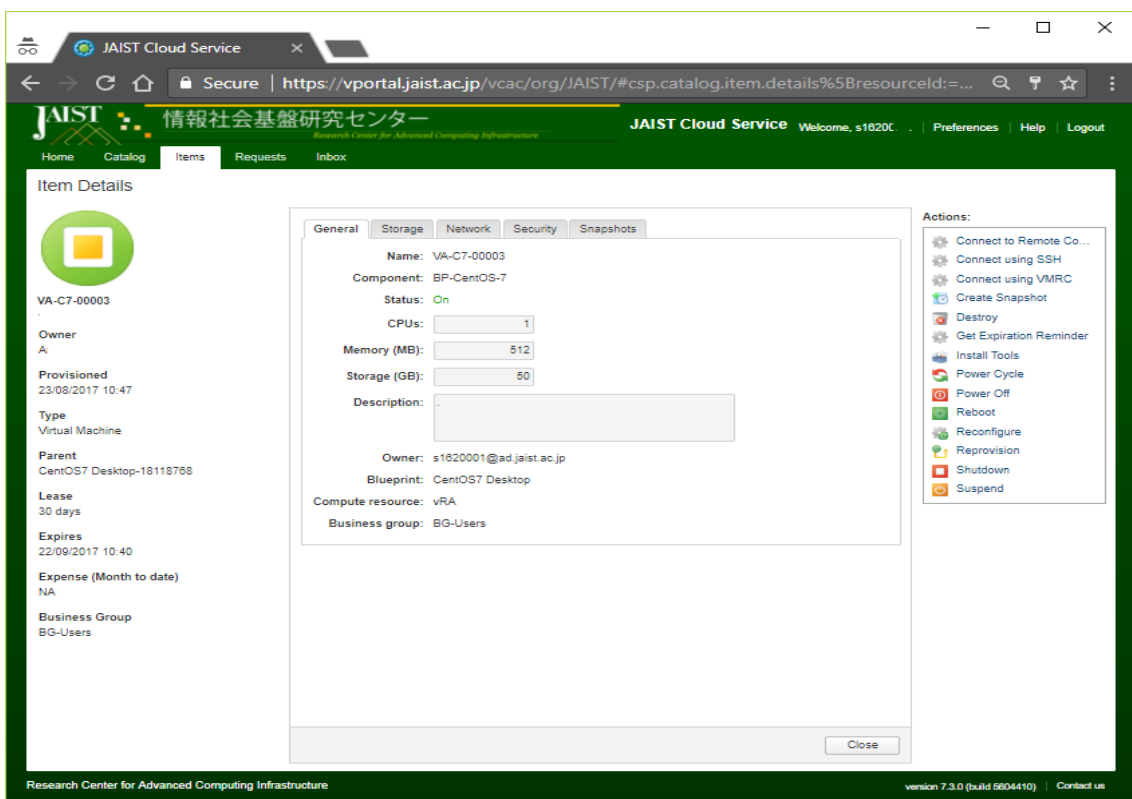 JAIST Cloud Service
Secure | https://vportal.jaist.ac.jp/vcac/org/JAIST/#csp.catalog.item.details%5BresourceId:=...
JAIST 情報社会基盤研究センター
Research Center for Advanced Computing Infrastructure
JAIST Cloud Service Welcome, s1620 | Preferences | Help | Logout
Home Catalog Items Requests Inbox
Item Details
VA-C7-00003
Owner
A
Provisioned
23/08/2017 10:47
Type
Virtual Machine
Parent
CentOS7 Desktop-18118768
Lease
30 days
Expires
22/09/2017 10:40
Expense (Month to date)
NA
Business Group
BG-Users
General Storage Network Security Snapshots
Name: VA-C7-00003
Component: BP-CentOS-7
Status: On
CPUs: 1
Memory (MB): 512
Storage (GB): 50
Description: .
Owner: s1620001@ad.jaist.ac.jp
Blueprint: CentOS7 Desktop
Compute resource: vRA
Business group: BG-Users
Close
Actions:
Connect to Remote Co...
Connect using SSH
Connect using VMRC
Create Snapshot
Destroy
Get Expiration Reminder
Install Tools
Power Cycle
Power Off
Reboot
Reconfigure
Reprovision
Shutdown
Suspend
Research Center for Advanced Computing Infrastructure
version 7.3.0 (build 5604410) | Contact us